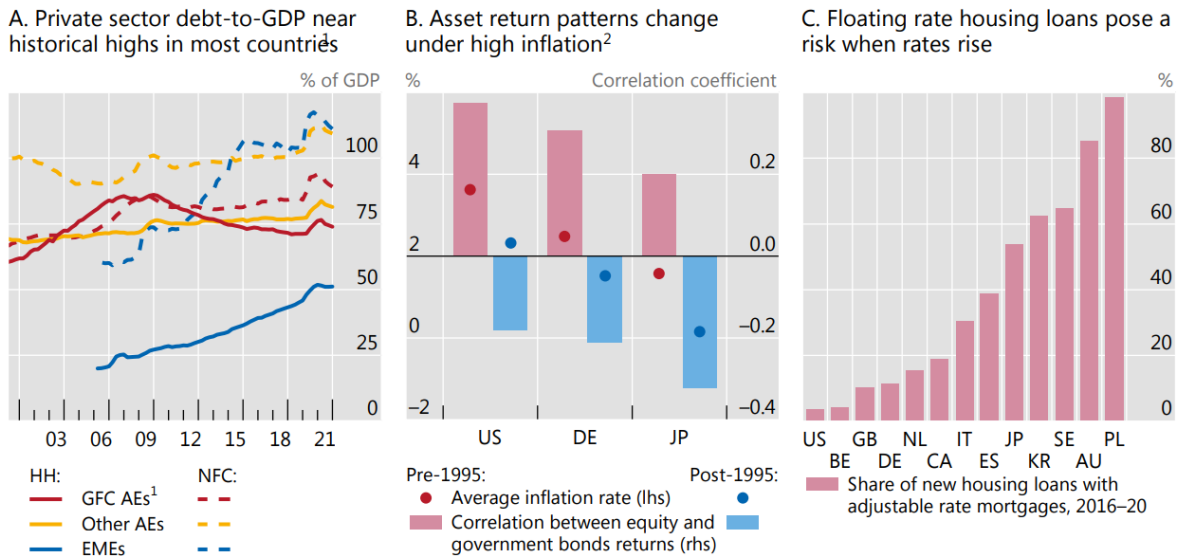 A. Private sector debt-to-GDP near
historical highs in most countries1
% of GDP
100
75
50
25
0
03 06 09 12 15 18 21
HH: NFC:
GFC AEs1
Other AEs
EMEs
B. Asset return patterns change
under high inflation2
% Correlation coefficient
4 0.2
2 0.0
0 –0.2
–2 –0.4
US DE JP
Pre-1995: Post-1995:
Average inflation rate (lhs)
Correlation between equity and
government bonds returns (rhs)
C. Floating rate housing loans pose a
risk when rates rise
%
80
60
40
20
0
US GB NL IT JP SE PL
BE DE CA ES KR AU
Share of new housing loans with
adjustable rate mortgages, 2016–20